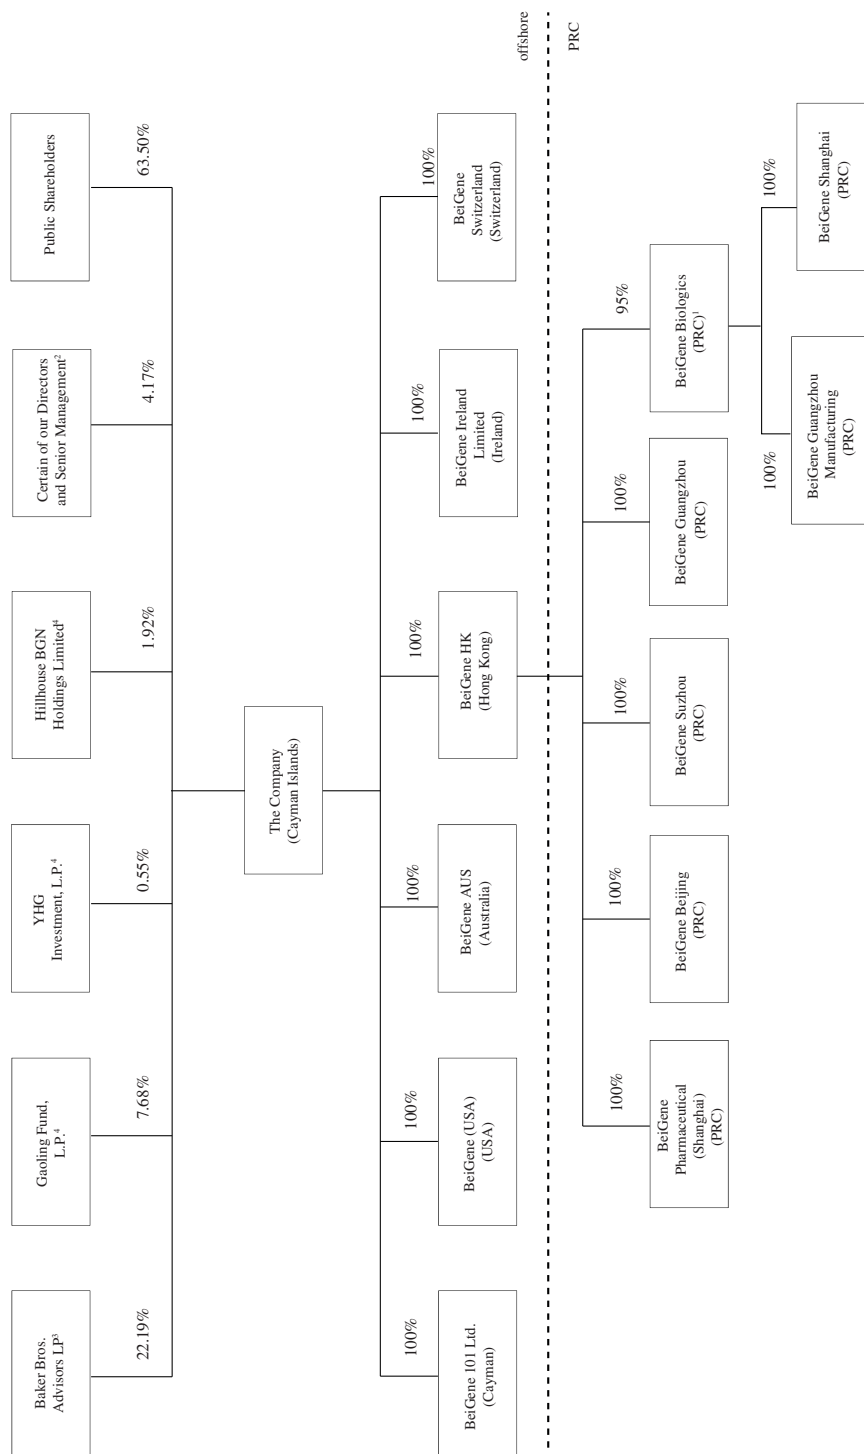 Baker Bros.
Advisors LP³
Gaoling Fund,
L.P.⁴
YHG
Investment, L.P.⁴
Hillhouse BGN
Holdings Limited⁴
Certain of our Directors
and Senior Management²
Public Shareholders
22.19%
7.68%
0.55%
1.92%
4.17%
63.50%
The Company
(Cayman Islands)
100%
100%
100%
100%
100%
100%
BeiGene 101 Ltd.
(Cayman)
BeiGene (USA)
(USA)
BeiGene AUS
(Australia)
BeiGene HK
(Hong Kong)
BeiGene Ireland
Limited
(Ireland)
BeiGene
Switzerland
(Switzerland)
offshore
PRC
100%
100%
100%
100%
95%
BeiGene
Pharmaceutical
(Shanghai)
(PRC)
BeiGene Beijing
(PRC)
BeiGene Suzhou
(PRC)
BeiGene Guangzhou
(PRC)
BeiGene Biologics
(PRC)¹
100%
100%
BeiGene Guangzhou
Manufacturing
(PRC)
BeiGene Shanghai
(PRC)